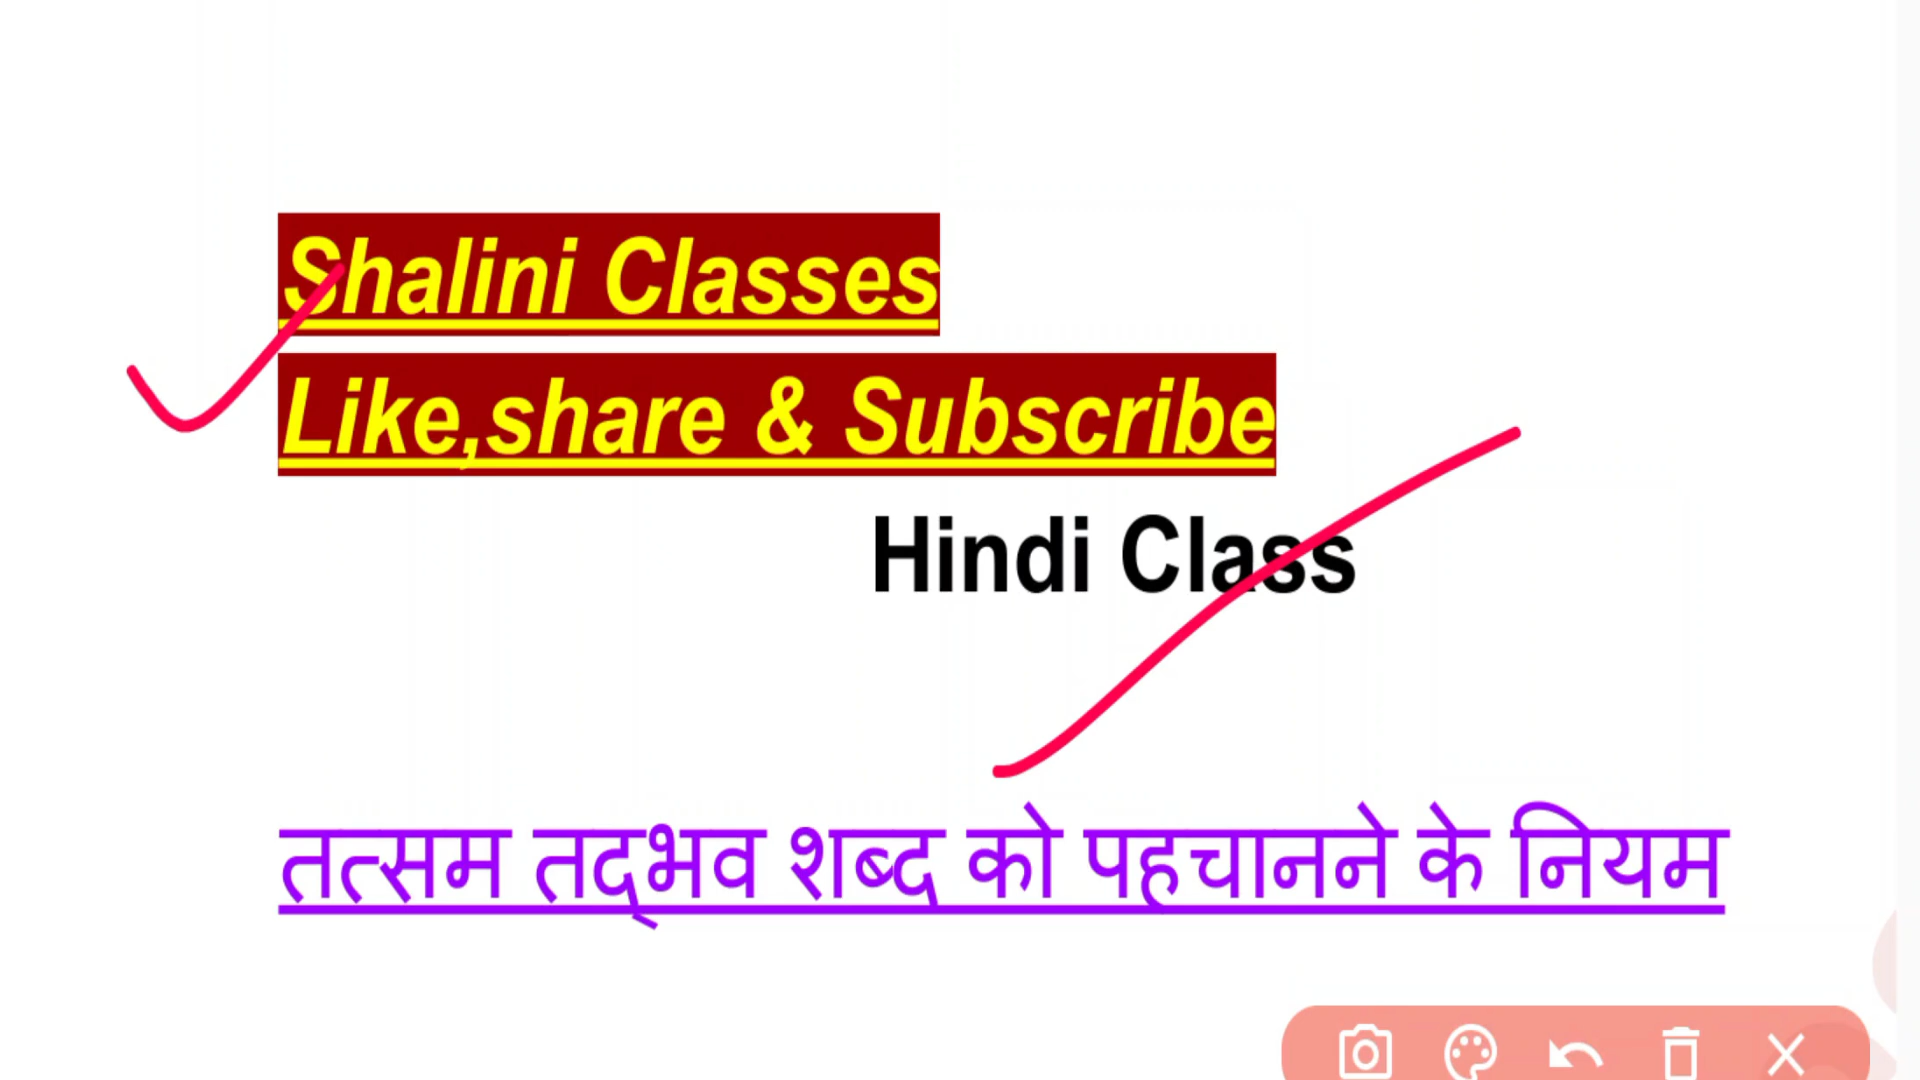 Shalini Classes
Like,share & Subscribe
Hindi Class
तत्सम तद्भव शब्द को पहचानने के नियम